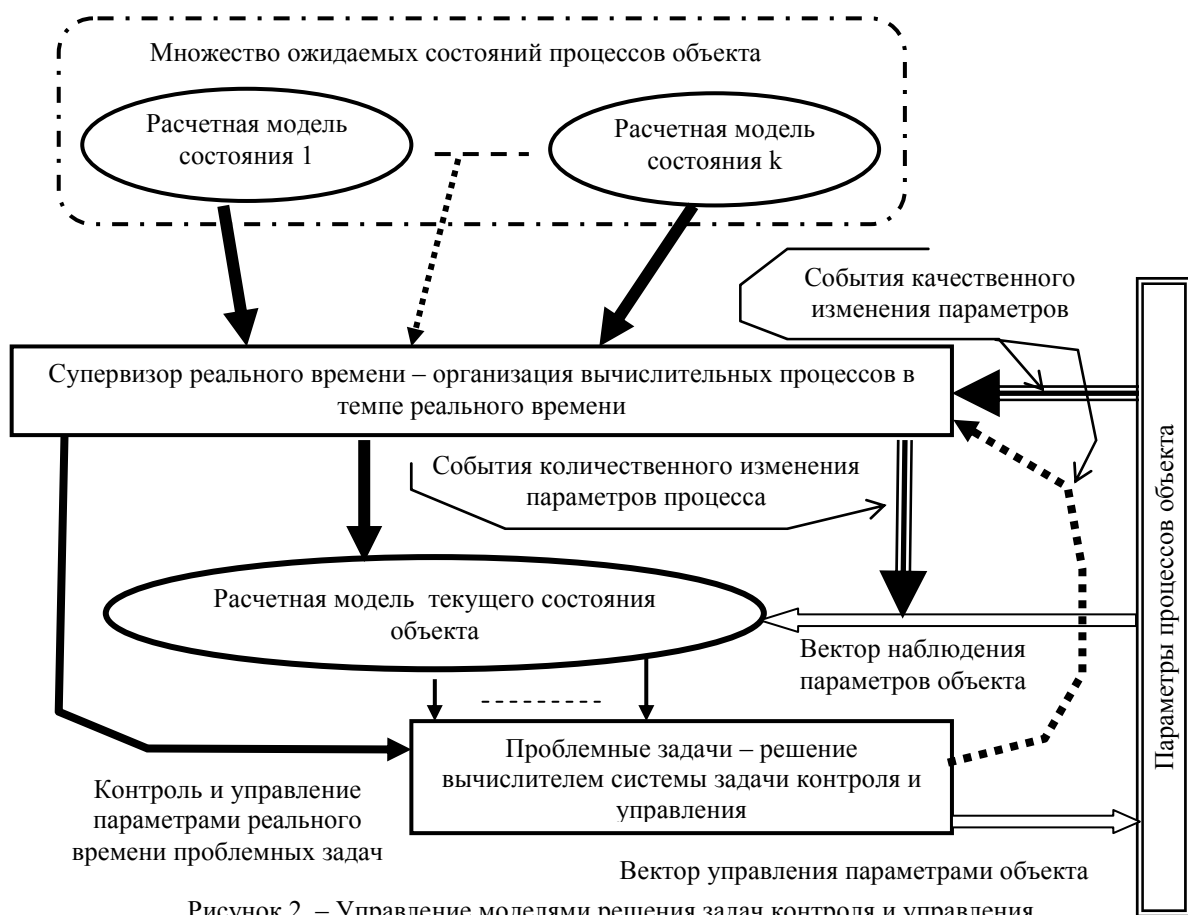 Множество ожидаемых состояний процессов объекта
Расчетная модель
состояния 1
Расчетная модель
состояния k
События качественного
изменения параметров
Супервизор реального времени – организация вычислительных процессов в
темпе реального времени
События количественного изменения
параметров процесса
Расчетная модель текущего состояния
объекта
Вектор наблюдения
параметров объекта
Параметры процессов объекта
Проблемные задачи – решение
вычислителем системы задачи контроля и
управления
Контроль и управление
параметрами реального
времени проблемных задач
Вектор управления параметрами объекта
Рисунок 2. – Управление моделями решения задач контроля и управления